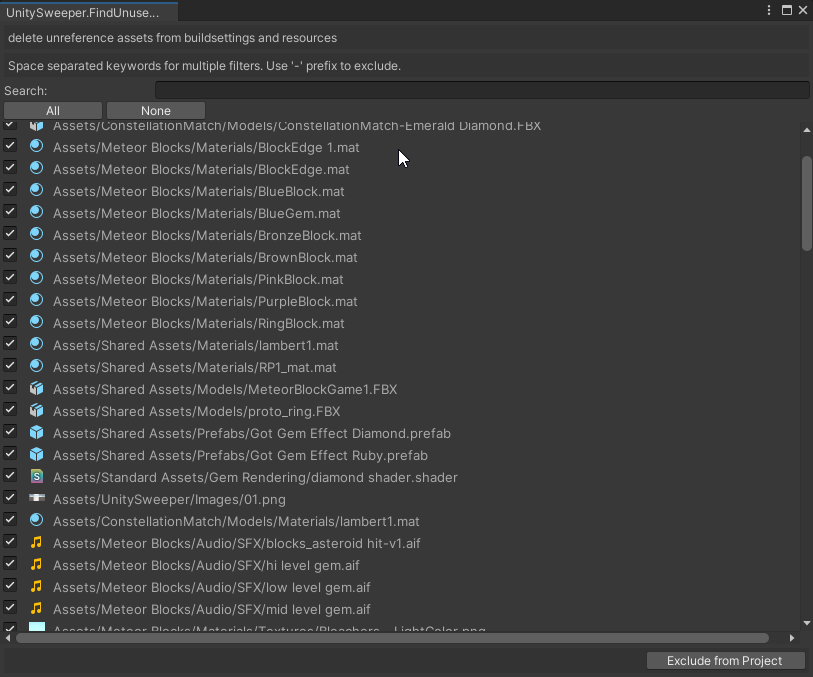 UnitySweeper.FindUnuse...
delete unreference assets from buildsettings and resources
Space separated keywords for multiple filters. Use '-' prefix to exclude.
Search:
All None
Assets/ConstellationMatch/Models/ConstellationMatch-Emerald Diamond.FBX
Assets/Meteor Blocks/Materials/BlockEdge 1.mat
Assets/Meteor Blocks/Materials/BlockEdge.mat
Assets/Meteor Blocks/Materials/BlueBlock.mat
Assets/Meteor Blocks/Materials/BlueGem.mat
Assets/Meteor Blocks/Materials/BronzeBlock.mat
Assets/Meteor Blocks/Materials/BrownBlock.mat
Assets/Meteor Blocks/Materials/PinkBlock.mat
Assets/Meteor Blocks/Materials/PurpleBlock.mat
Assets/Meteor Blocks/Materials/RingBlock.mat
Assets/Shared Assets/Materials/lambert1.mat
Assets/Shared Assets/Materials/RP1_mat.mat
Assets/Shared Assets/Models/MeteorBlockGame1.FBX
Assets/Shared Assets/Models/proto_ring.FBX
Assets/Shared Assets/Prefabs/Got Gem Effect Diamond.prefab
Assets/Shared Assets/Prefabs/Got Gem Effect Ruby.prefab
Assets/Standard Assets/Gem Rendering/diamond shader.shader
Assets/UnitySweeper/Images/01.png
Assets/ConstellationMatch/Models/Materials/lambert1.mat
Assets/Meteor Blocks/Audio/SFX/blocks_asteroid hit-v1.aif
Assets/Meteor Blocks/Audio/SFX/hi level gem.aif
Assets/Meteor Blocks/Audio/SFX/low level gem.aif
Assets/Meteor Blocks/Audio/SFX/mid level gem.aif
Assets/Meteor Blocks/Materials/Textures/Bleachers - LightColor.png
Exclude from Project